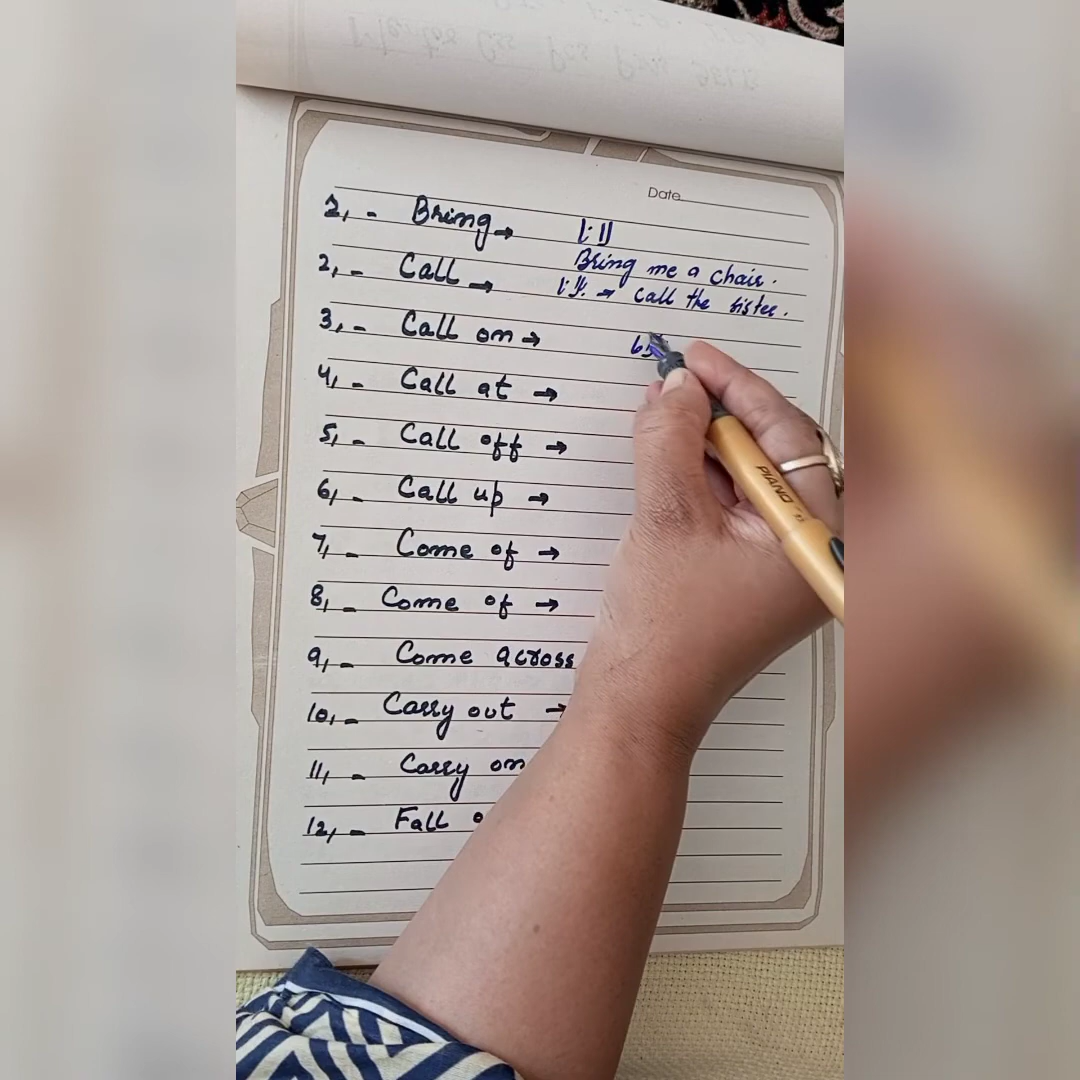 Date
2, - Bring → لانا
Bring me a chair.
2, - Call → بلانا → call the sister.
3, - Call on →
4, - Call at →
5, - Call off →
6, - Call up →
7, - Come of →
8, - Come of →
9, - Come across
10, - Carry out →
11, - Carry on
12, - Fall
PIANO